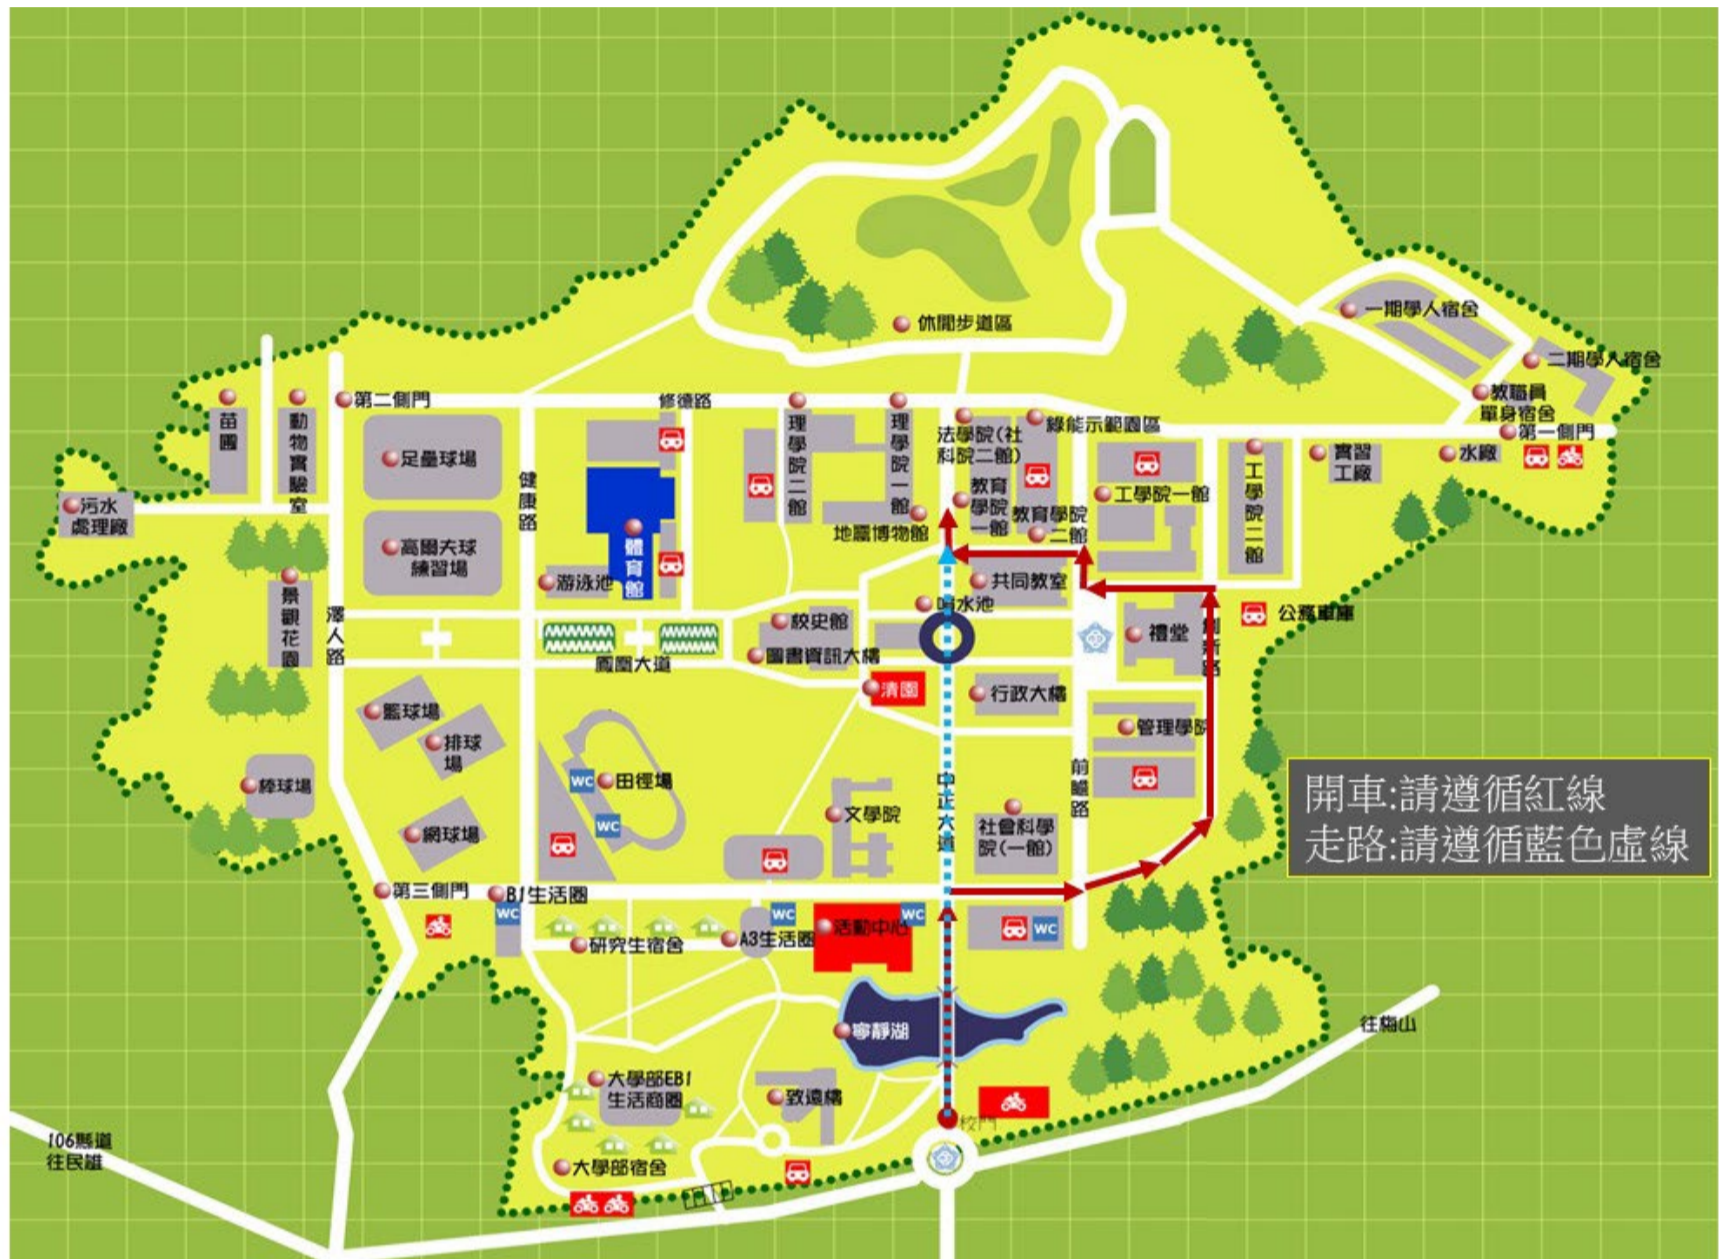 休閒步道區
一期學人宿舍
二期學人宿舍
教職員
單身宿舍
第一側門
水廠
實習
工廠
工學院二館
第二側門
修德路
苗圃
動物實驗室
足壘球場
健康路
理學院二館
理學院一館
法學院(社
科院二館)
綠能示範園區
工學院一館
教育
學院
一館
教育學院
二館
地震博物館
污水
處理廠
高爾夫球
練習場
體育館
游泳池
共同教室
噴水池
景觀花園
澤人路
校史館
圖書資訊大樓
鳳凰大道
禮堂
創新路
公務車庫
清園
行政大樓
管理學院
籃球場
排球
場
棒球場
網球場
WC
田徑場
WC
文學院
中正大道
前瞻路
社會科學
院(一館)
開車:請遵循紅線
走路:請遵循藍色虛線
第三側門
B1生活圈
WC
研究生宿舍
A3生活圈
WC
活動中心
WC
WC
寧靜湖
往梅山
大學部EB1
生活商圈
致遠樓
校門
大學部宿舍
106縣道
往民雄